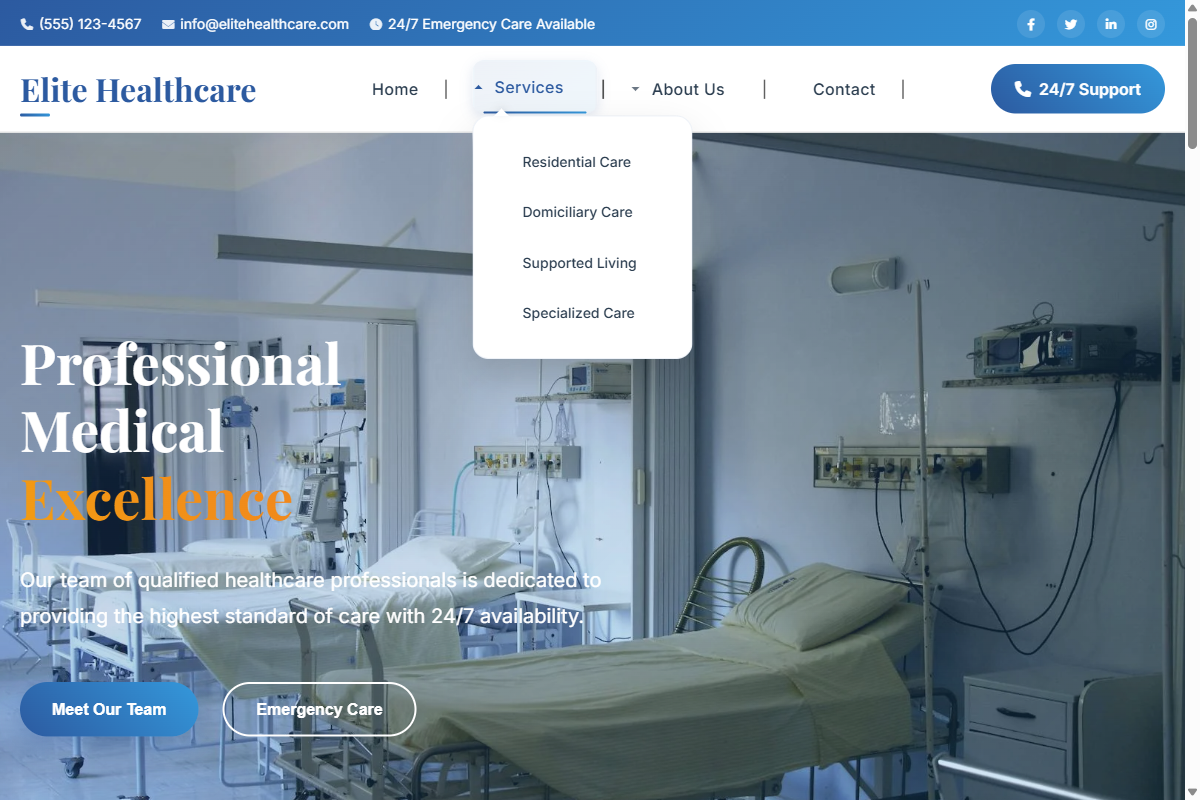 (555) 123-4567 info@elitehealthcare.com 24/7 Emergency Care Available
Elite Healthcare
Home | Services | About Us | Contact |
24/7 Support
Residential Care
Domiciliary Care
Supported Living
Specialized Care
Professional
Medical
Excellence
Our team of qualified healthcare professionals is dedicated to
providing the highest standard of care with 24/7 availability.
Meet Our Team Emergency Care